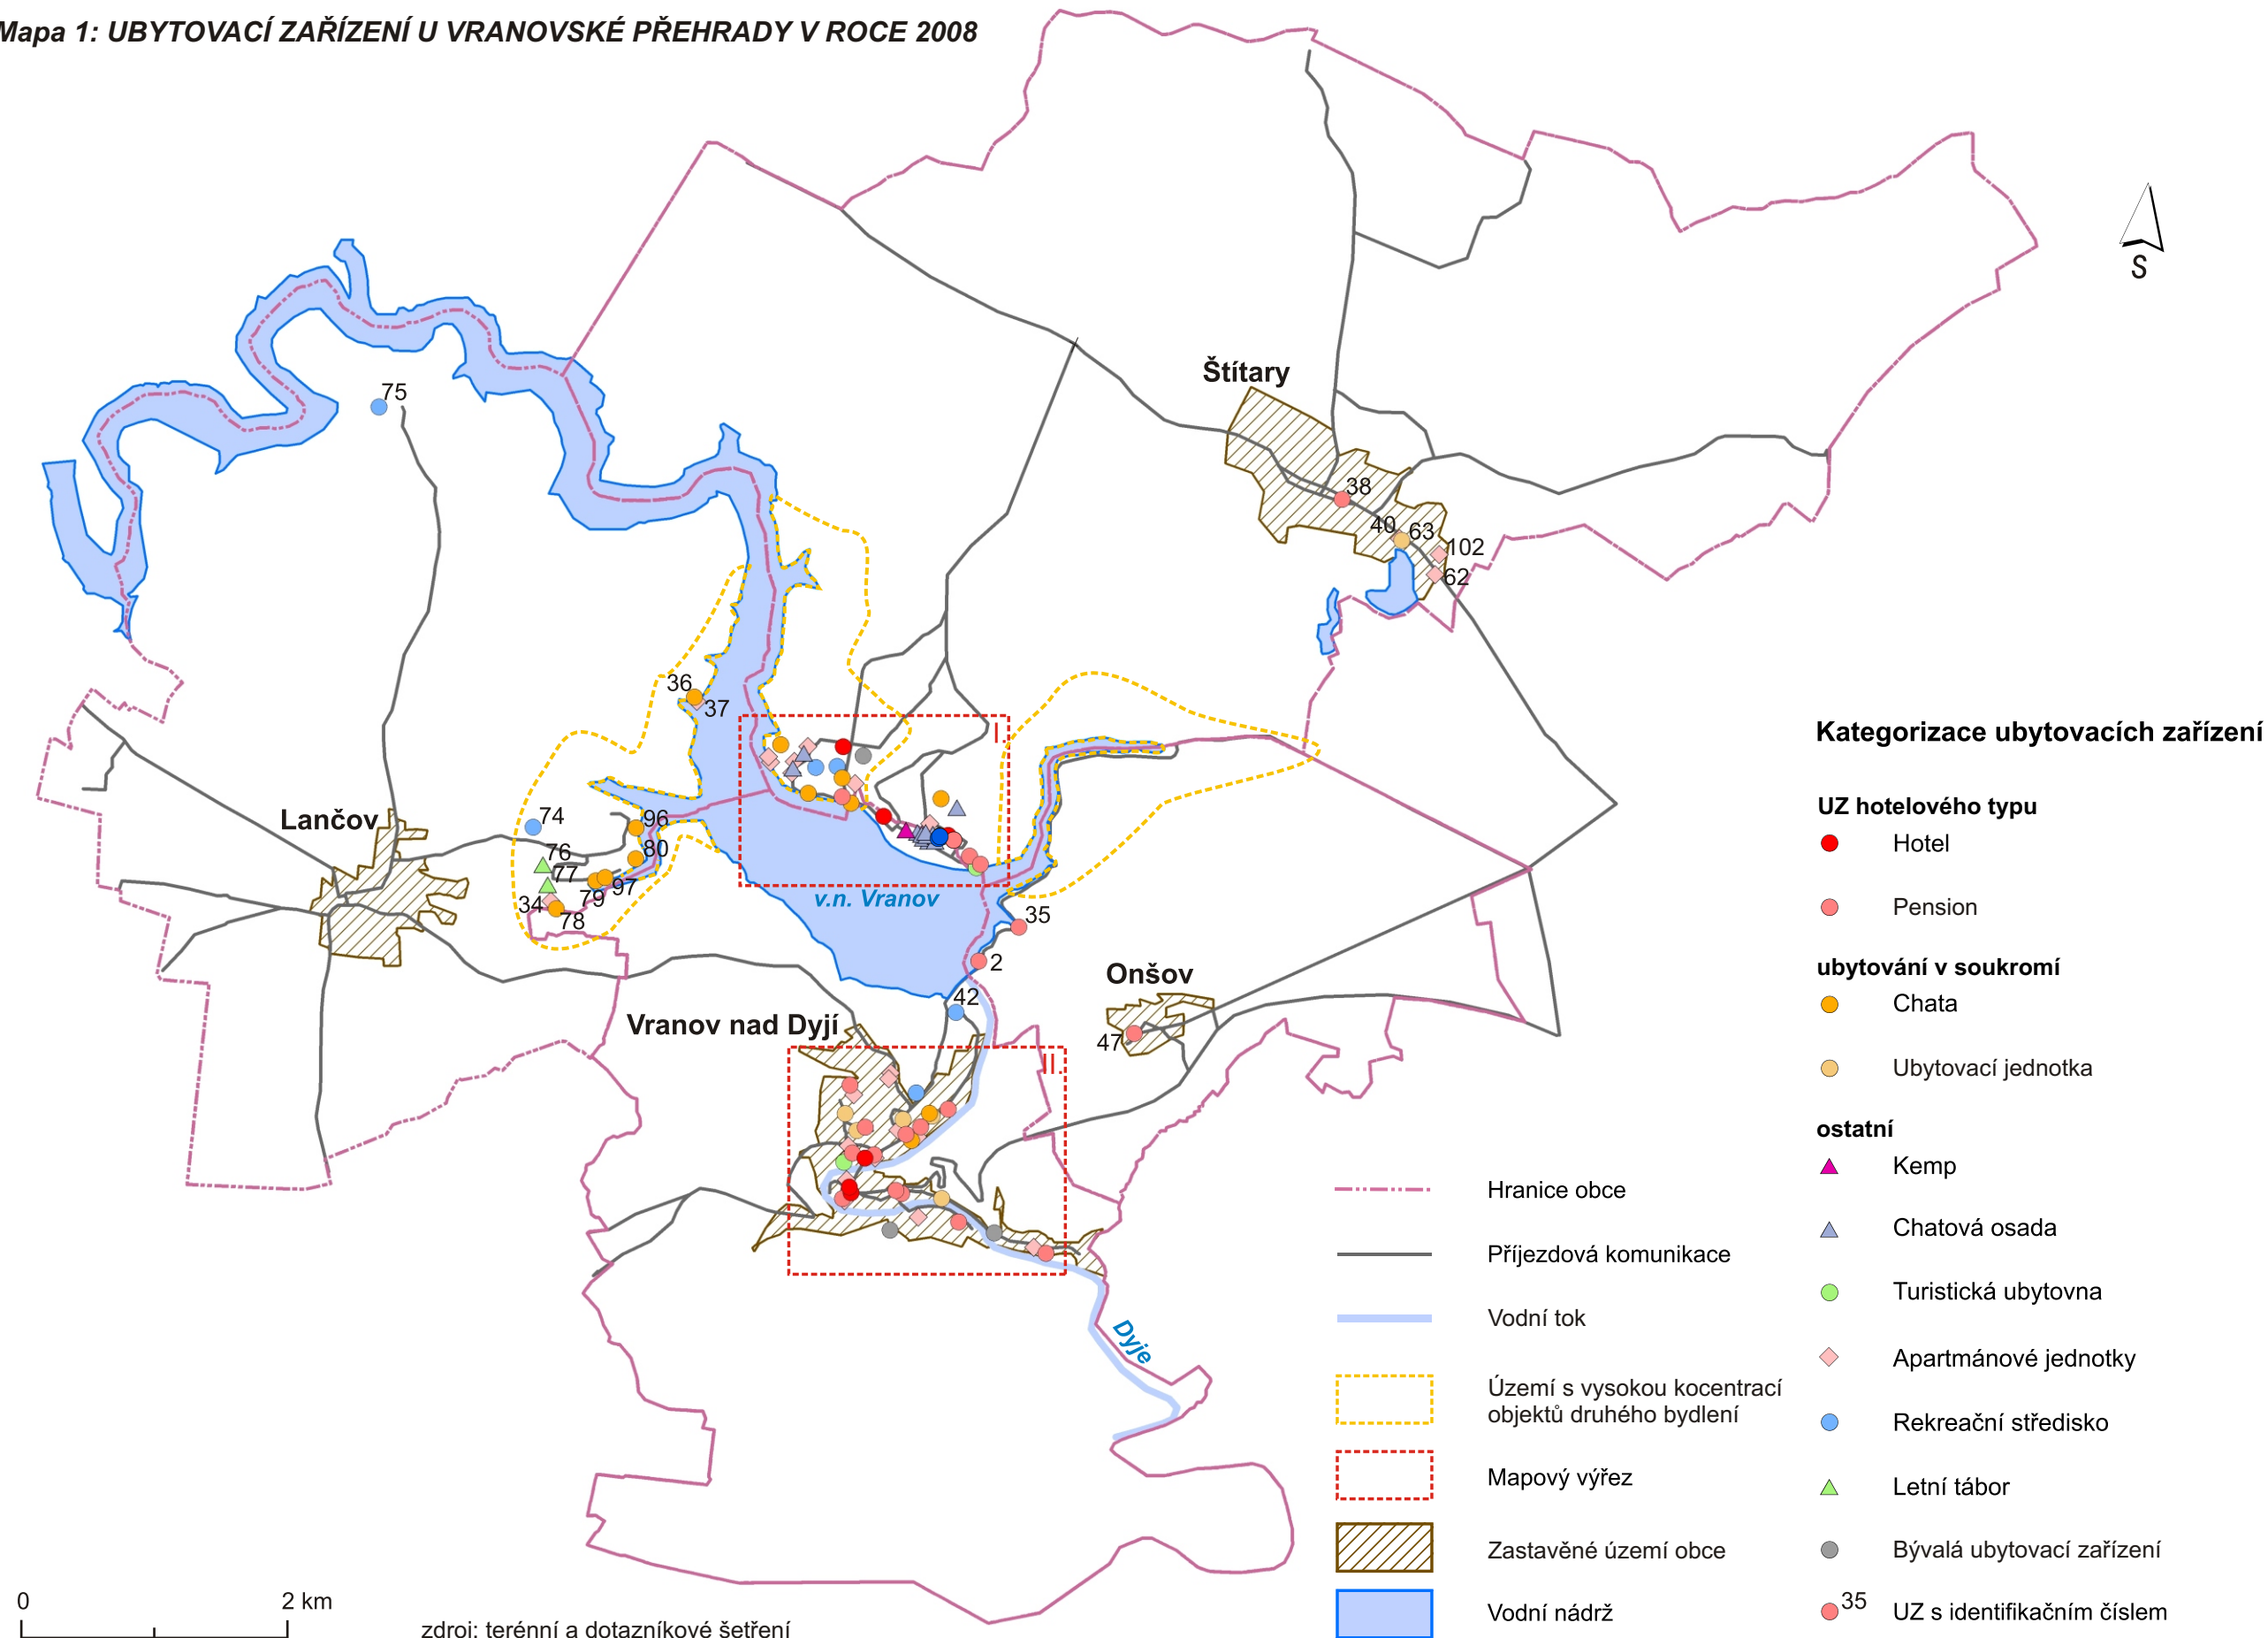 Mapa 1: UBYTOVACÍ ZAŘÍZENÍ U VRANOVSKÉ PŘEHRADY V ROCE 2008
S
75
Štítary
38
40
63
102
62
36
37
I.
Lančov
74
96
76
80
77
97
79
34
78
v.n. Vranov
35
2
42
Onšov
47
Vranov nad Dyjí
II.
Dyje
Kategorizace ubytovacích zařízení
UZ hotelového typu
Hotel
Pension
ubytování v soukromí
Chata
Ubytovací jednotka
ostatní
Kemp
Chatová osada
Turistická ubytovna
Apartmánové jednotky
Rekreační středisko
Letní tábor
Bývalá ubytovací zařízení
35 UZ s identifikačním číslem
Hranice obce
Příjezdová komunikace
Vodní tok
Území s vysokou kocentrací
objektů druhého bydlení
Mapový výřez
Zastavěné území obce
Vodní nádrž
0 2 km
zdroj: terénní a dotazníkové šetření